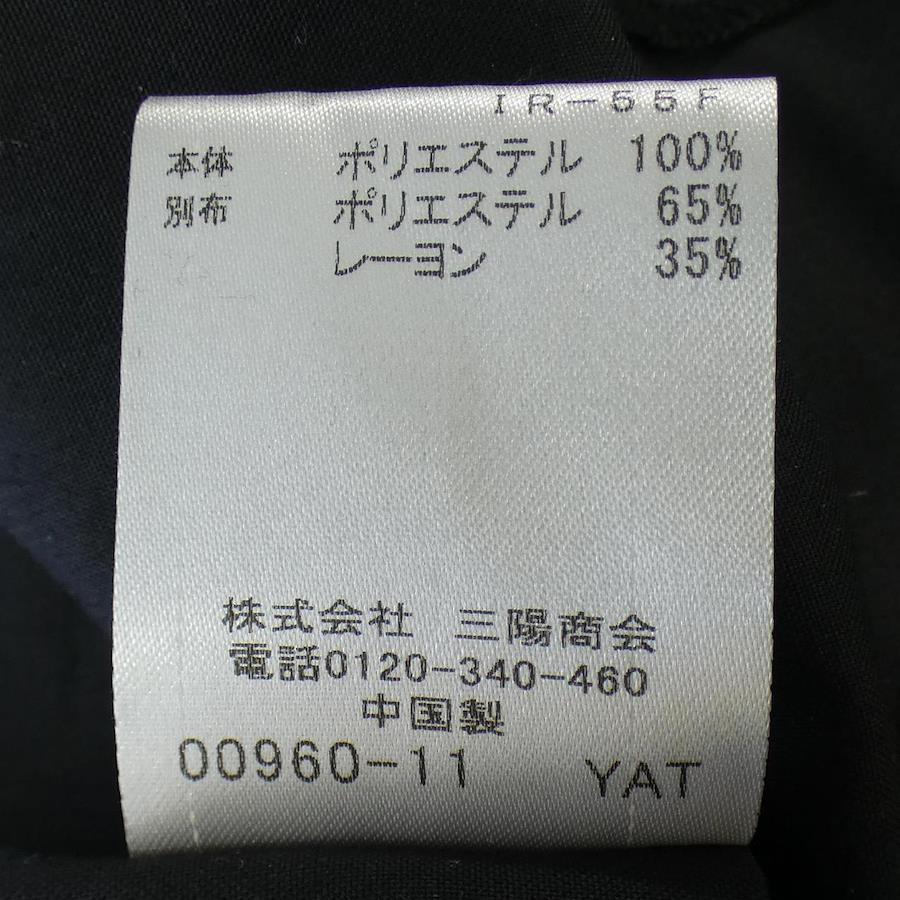 IR-55F
本体 ポリエステル 100%
別布 ポリエステル 65%
レーヨン 35%
株式会社 三陽商会
電話0120-340-460
中国製
00960-11 YAT